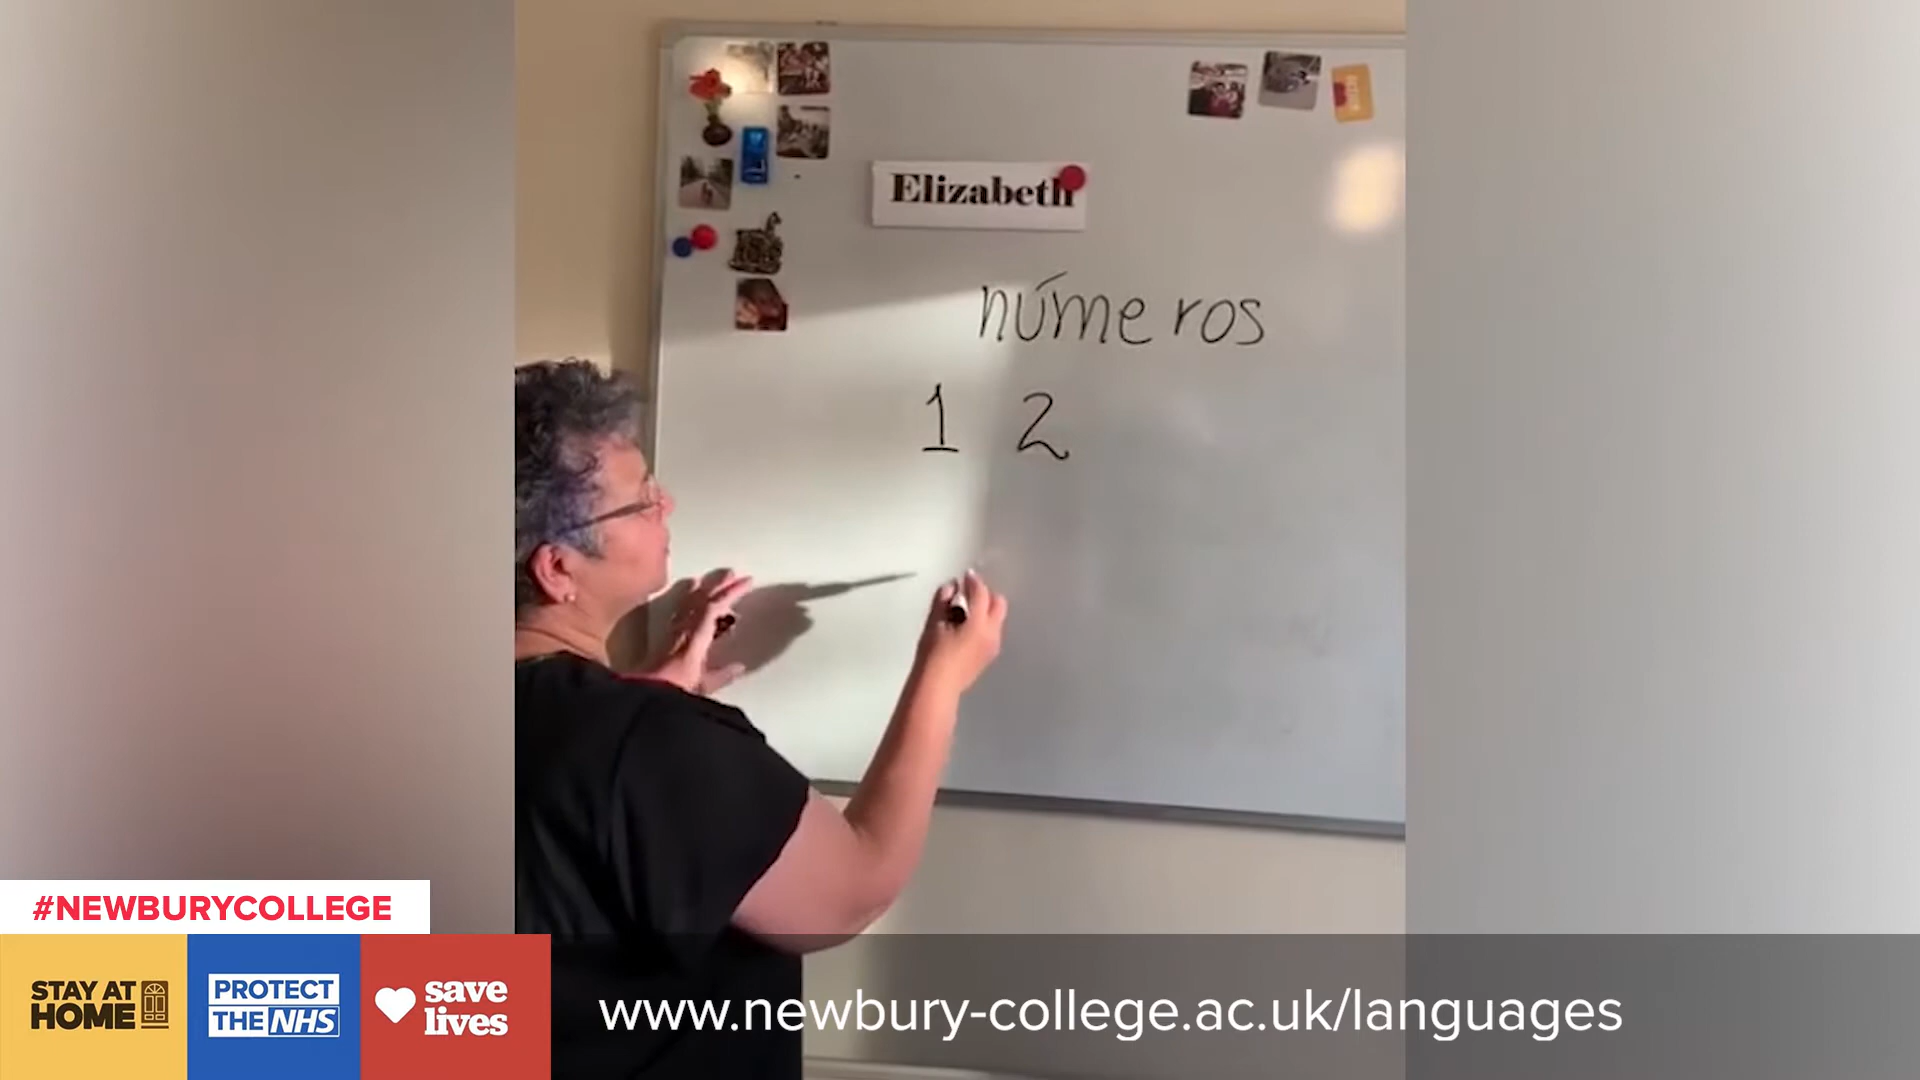 Elizabeth
números
1 2
#NEWBURYCOLLEGE
STAY AT
HOME
PROTECT
THE NHS
save
lives
www.newbury-college.ac.uk/languages